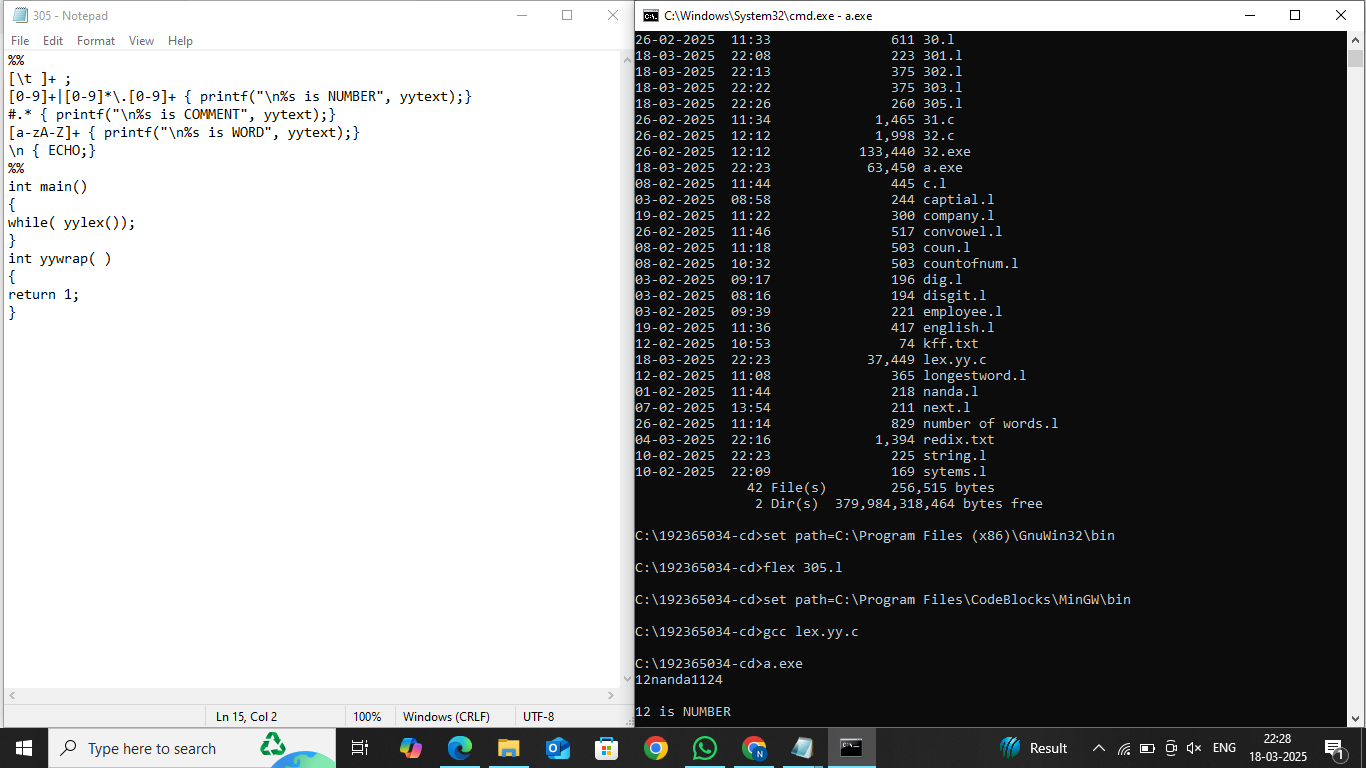 305 - Notepad
File Edit Format View Help
%%
[\t ]+ ;
[0-9]+|[0-9]*\.[0-9]+ { printf("\n%s is NUMBER", yytext);}
#.* { printf("\n%s is COMMENT", yytext);}
[a-zA-Z]+ { printf("\n%s is WORD", yytext);}
\n { ECHO;}
%%
int main()
{
while( yylex());
}
int yywrap( )
{
return 1;
}
Ln 15, Col 2 100% Windows (CRLF) UTF-8
C:\Windows\System32\cmd.exe - a.exe
26-02-2025  11:33               611 30.l
18-03-2025  22:08               223 301.l
18-03-2025  22:13               375 302.l
18-03-2025  22:22               375 303.l
18-03-2025  22:26               260 305.l
26-02-2025  11:34             1,465 31.c
26-02-2025  12:12             1,998 32.c
26-02-2025  12:12           133,440 32.exe
18-03-2025  22:23            63,450 a.exe
08-02-2025  11:44               445 c.l
03-02-2025  08:58               244 captial.l
19-02-2025  11:22               300 company.l
26-02-2025  11:46               517 convowel.l
08-02-2025  11:18               503 coun.l
08-02-2025  10:32               503 countofnum.l
03-02-2025  09:17               196 dig.l
03-02-2025  08:16               194 disgit.l
03-02-2025  09:39               221 employee.l
19-02-2025  11:36               417 english.l
12-02-2025  10:53                74 kff.txt
18-03-2025  22:23            37,449 lex.yy.c
12-02-2025  11:08               365 longestword.l
01-02-2025  11:44               218 nanda.l
07-02-2025  13:54               211 next.l
26-02-2025  11:14               829 number of words.l
04-03-2025  22:16             1,394 redix.txt
10-02-2025  22:23               225 string.l
10-02-2025  22:09               169 sytems.l
42 File(s)        256,515 bytes
2 Dir(s)  379,984,318,464 bytes free
C:\192365034-cd>set path=C:\Program Files (x86)\GnuWin32\bin
C:\192365034-cd>flex 305.l
C:\192365034-cd>set path=C:\Program Files\CodeBlocks\MinGW\bin
C:\192365034-cd>gcc lex.yy.c
C:\192365034-cd>a.exe
12nanda1124
12 is NUMBER
Type here to search
Result
ENG
22:28
18-03-2025
1